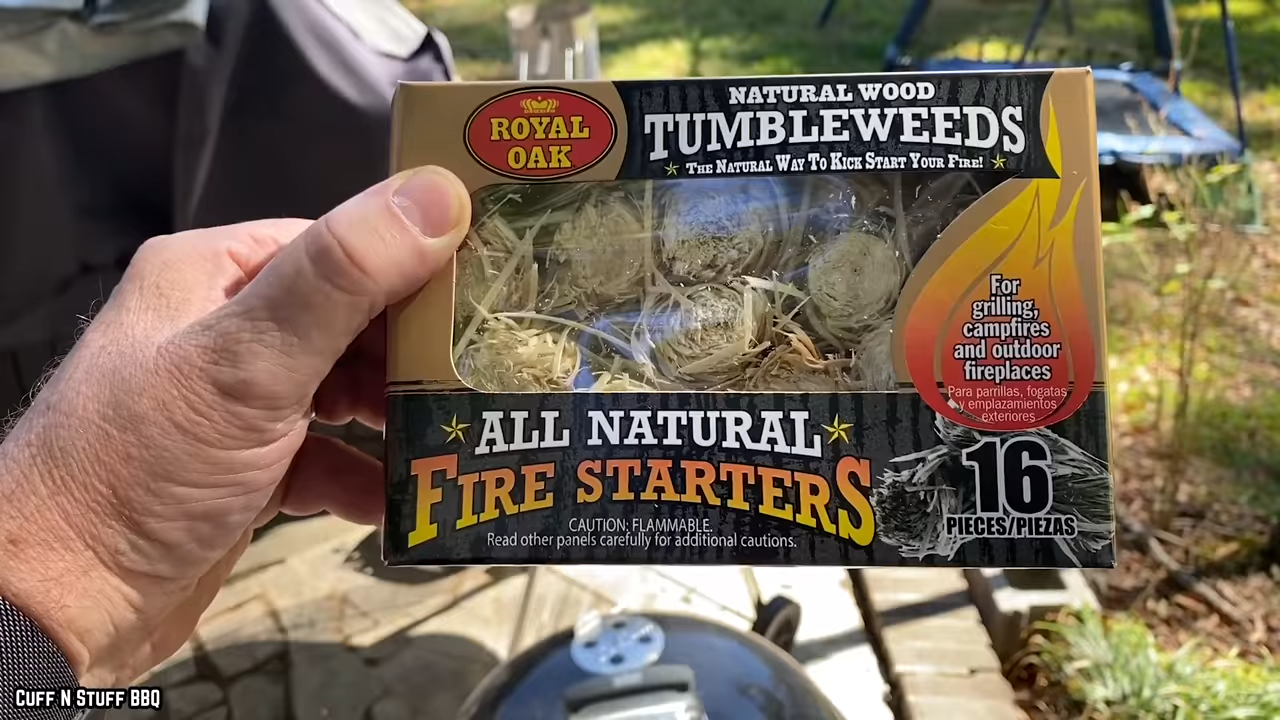 ROYAL
OAK
NATURAL WOOD
TUMBLEWEEDS
THE NATURAL WAY TO KICK START YOUR FIRE!
For
grilling,
campfires
and outdoor
fireplaces
Para parrillas, fogatas
y emplazamientos
exteriores
ALL NATURAL
FIRE STARTERS
CAUTION: FLAMMABLE.
Read other panels carefully for additional cautions.
16
PIECES/PIEZAS
CUFF N STUFF BBQ